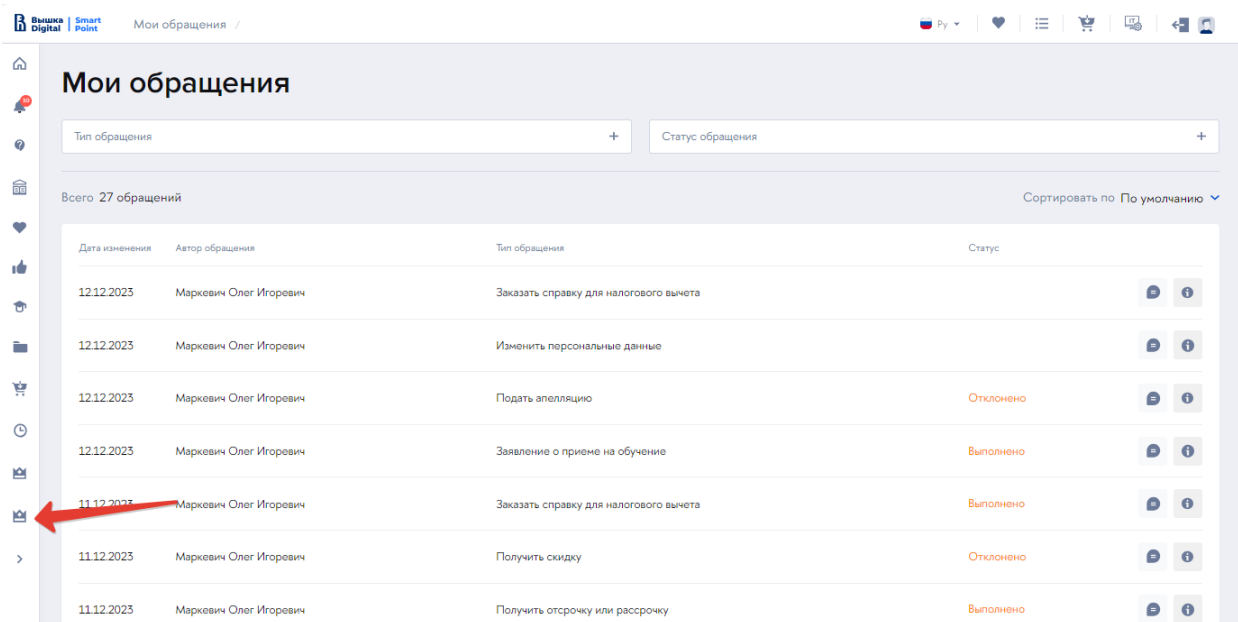 Вышка | Smart
Digital | Point
Мои обращения /
Ру
10
Мои обращения
Тип обращения +
Статус обращения +
Всего 27 обращений
Сортировать по По умолчанию
Дата изменения Автор обращения Тип обращения Статус
12.12.2023 Маркевич Олег Игоревич Заказать справку для налогового вычета
12.12.2023 Маркевич Олег Игоревич Изменить персональные данные
12.12.2023 Маркевич Олег Игоревич Подать апелляцию Отклонено
12.12.2023 Маркевич Олег Игоревич Заявление о приеме на обучение Выполнено
11.12.2023 Маркевич Олег Игоревич Заказать справку для налогового вычета Выполнено
11.12.2023 Маркевич Олег Игоревич Получить скидку Отклонено
11.12.2023 Маркевич Олег Игоревич Получить отсрочку или рассрочку Выполнено